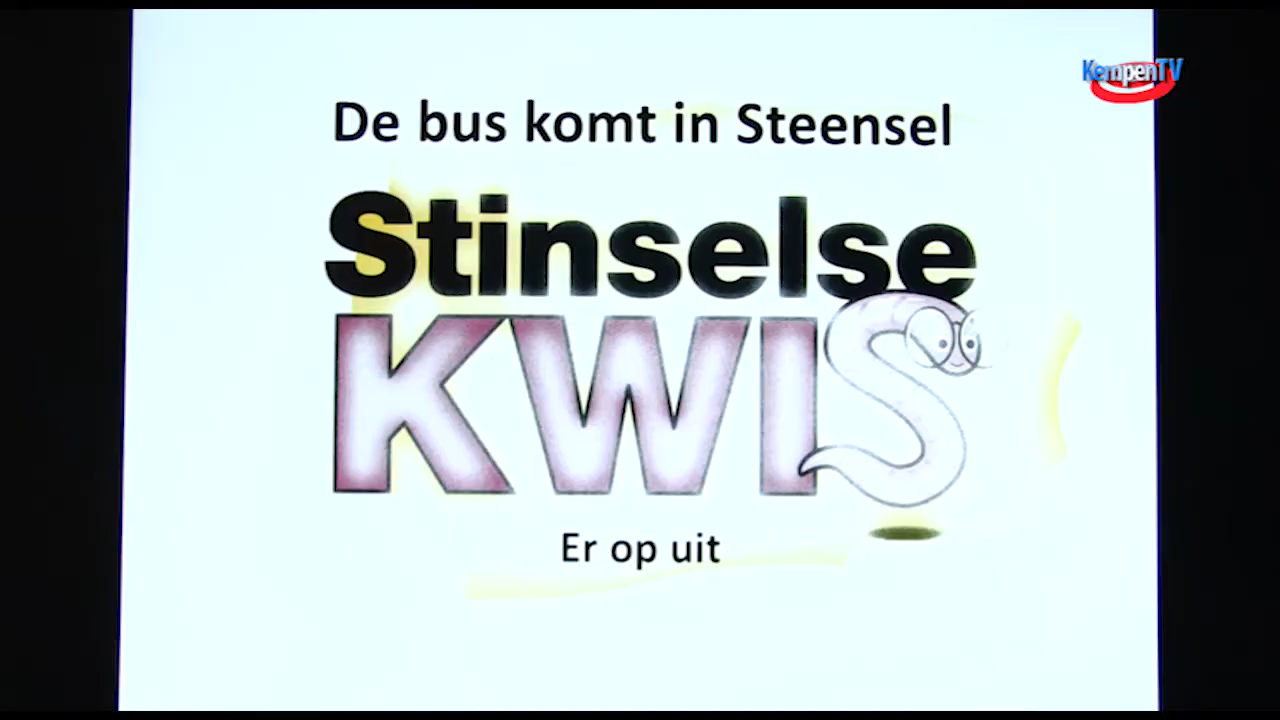 KempenTV
De bus komt in Steensel
Stinselse
KWIS
Er op uit